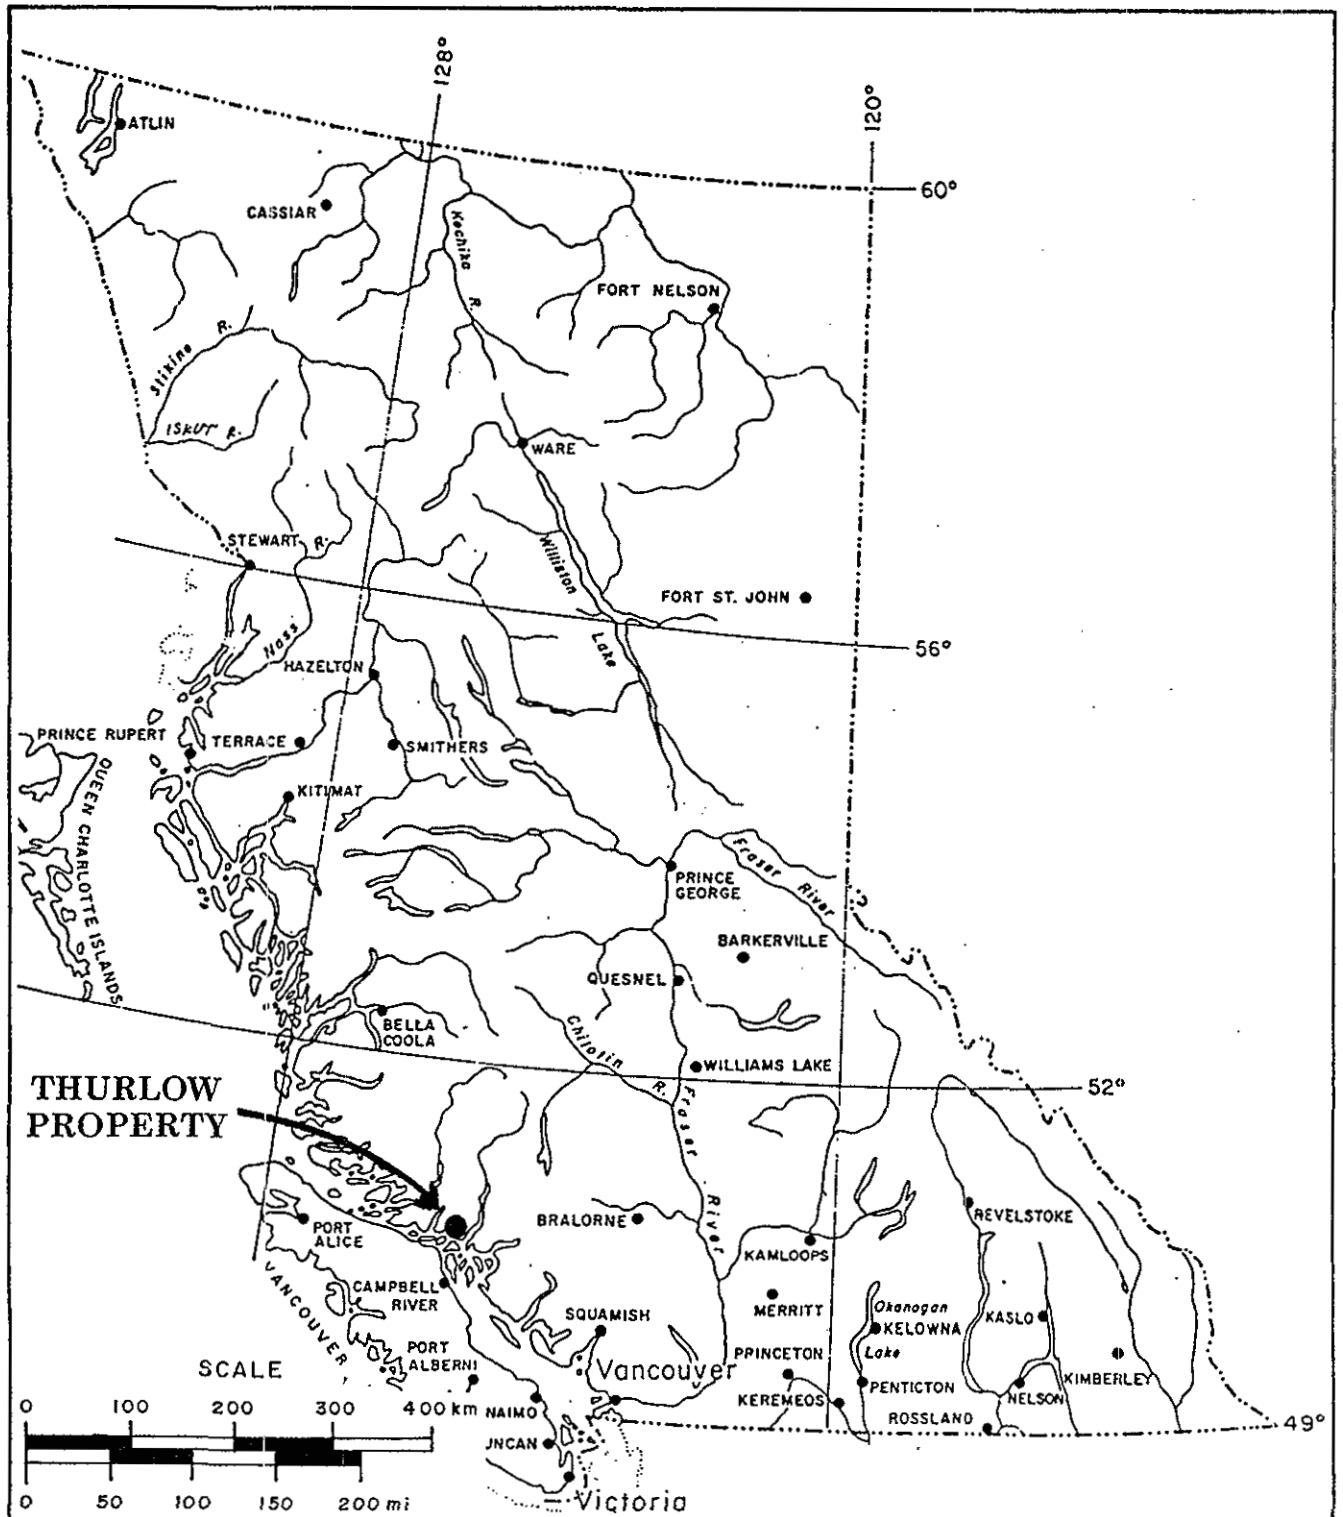 128°
120°
ATLIN
60°
CASSIAR
Kechika
R.
FORT NELSON
Stikine
R.
ISKUT R.
WARE
STEWART
R.
Williston
FORT ST. JOHN
Nass
Lake
56°
HAZELTON
PRINCE RUPERT
TERRACE
SMITHERS
QUEEN CHARLOTTE ISLANDS
KITIMAT
Fraser River
PRINCE
GEORGE
BARKERVILLE
QUESNEL
BELLA
COOLA
Chilotin
R.
WILLIAMS LAKE
52°
THURLOW
PROPERTY
Fraser
River
PORT
ALICE
BRALORNE
REVELSTOKE
KAMLOOPS
VANCOUVER
CAMPBELL
RIVER
MERRITT
Okanogan
KELOWNA
Lake
KASLO
SQUAMISH
PORT
ALBERNI
Vancouver
PRINCETON
PENTICTON
KIMBERLEY
NELSON
KEREMEOS
ROSSLAND
49°
SCALE
0 100 200 300 400 km
NAIMO
JNCAN
0 50 100 150 200 mi
Victoria